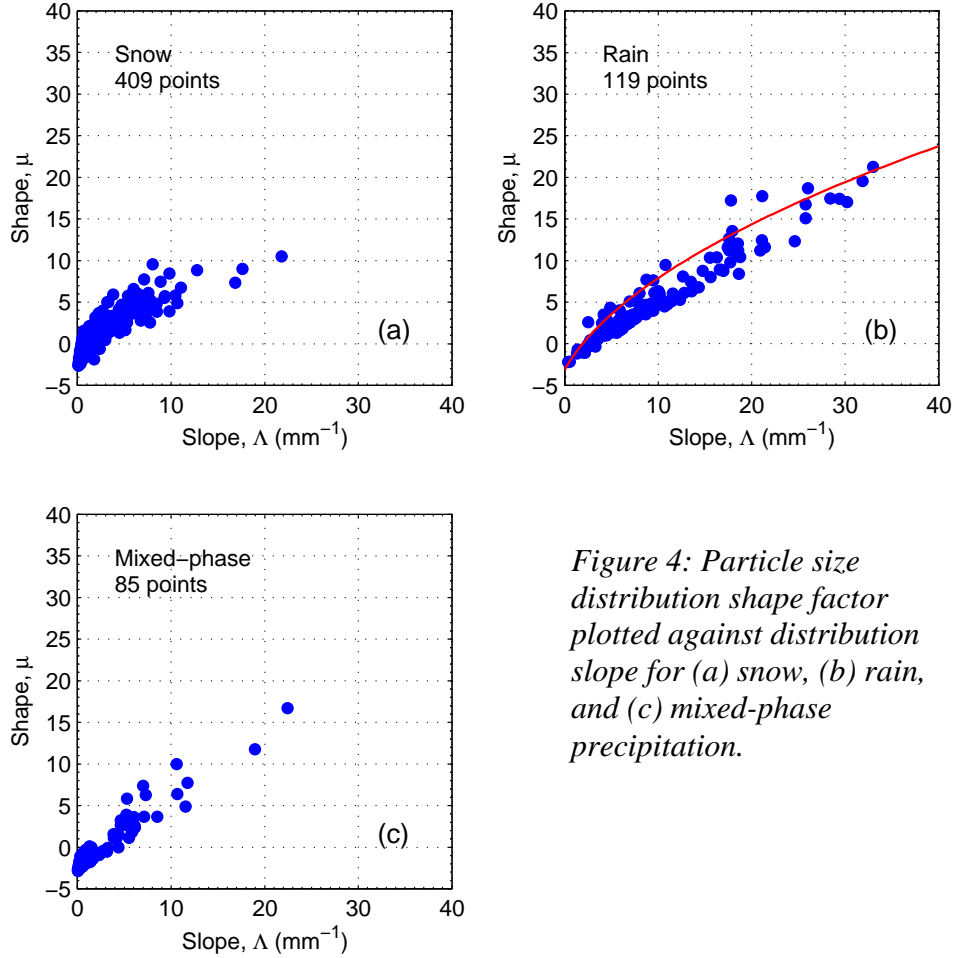 40
35
30
25
20
15
10
5
0
−5
0
10
20
30
40
Shape, μ
Slope, Λ (mm⁻¹)
Snow
409 points
(a)
40
35
30
25
20
15
10
5
0
−5
0
10
20
30
40
Shape, μ
Slope, Λ (mm⁻¹)
Rain
119 points
(b)
40
35
30
25
20
15
10
5
0
−5
0
10
20
30
40
Shape, μ
Slope, Λ (mm⁻¹)
Mixed−phase
85 points
(c)
Figure 4: Particle size
distribution shape factor
plotted against distribution
slope for (a) snow, (b) rain,
and (c) mixed-phase
precipitation.